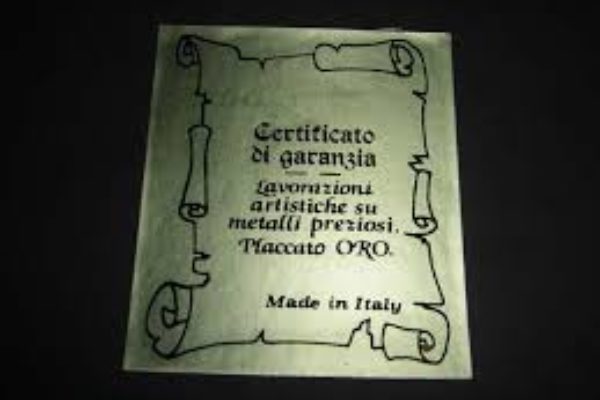 Certificato
di garanzia
Lavorazioni
artistiche su
metalli preziosi.
Placcato ORO.
Made in Italy